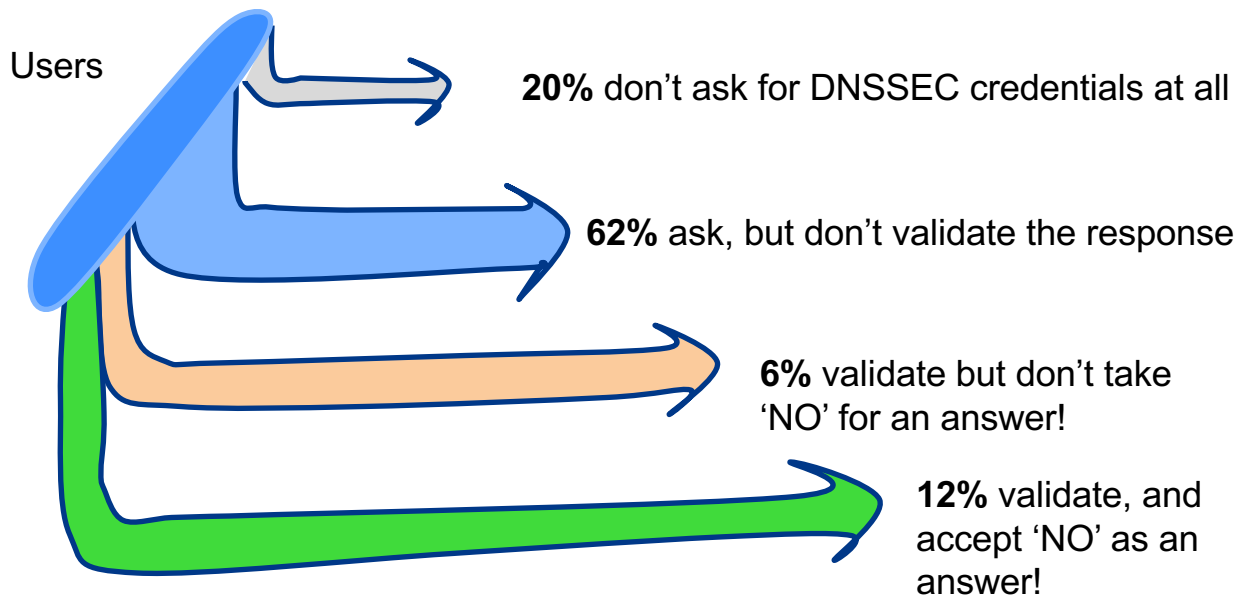 Users
20% don’t ask for DNSSEC credentials at all
62% ask, but don’t validate the response
6% validate but don’t take
‘NO’ for an answer!
12% validate, and
accept ‘NO’ as an
answer!